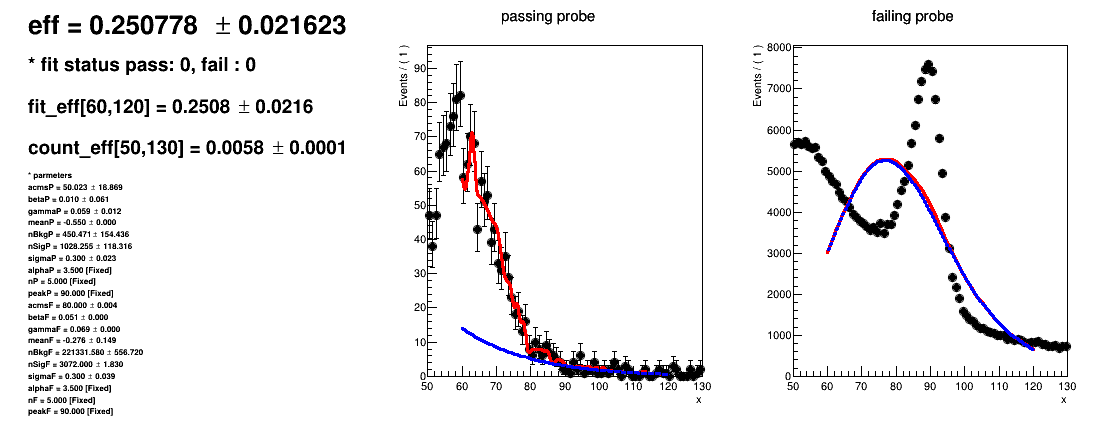 eff = 0.250778 ± 0.021623
* fit status pass: 0, fail : 0
fit_eff[60,120] = 0.2508 ± 0.0216
count_eff[50,130] = 0.0058 ± 0.0001
* parmeters
acmsP = 50.023 ± 18.869
betaP = 0.010 ± 0.061
gammaP = 0.059 ± 0.012
meanP = -0.550 ± 0.000
nBkgP = 450.471 ± 154.436
nSigP = 1028.255 ± 118.316
sigmaP = 0.300 ± 0.023
alphaP = 3.500 [Fixed]
nP = 5.000 [Fixed]
peakP = 90.000 [Fixed]
acmsF = 80.000 ± 0.004
betaF = 0.051 ± 0.000
gammaF = 0.069 ± 0.000
meanF = -0.276 ± 0.149
nBkgF = 221331.580 ± 556.720
nSigF = 3072.000 ± 1.830
sigmaF = 0.300 ± 0.039
alphaF = 3.500 [Fixed]
nF = 5.000 [Fixed]
peakF = 90.000 [Fixed]
passing probe
Events / ( 1 )
90
80
70
60
50
40
30
20
10
0
50 60 70 80 90 100 110 120 130
x
failing probe
Events / ( 1 )
8000
7000
6000
5000
4000
3000
2000
1000
0
50 60 70 80 90 100 110 120 130
x